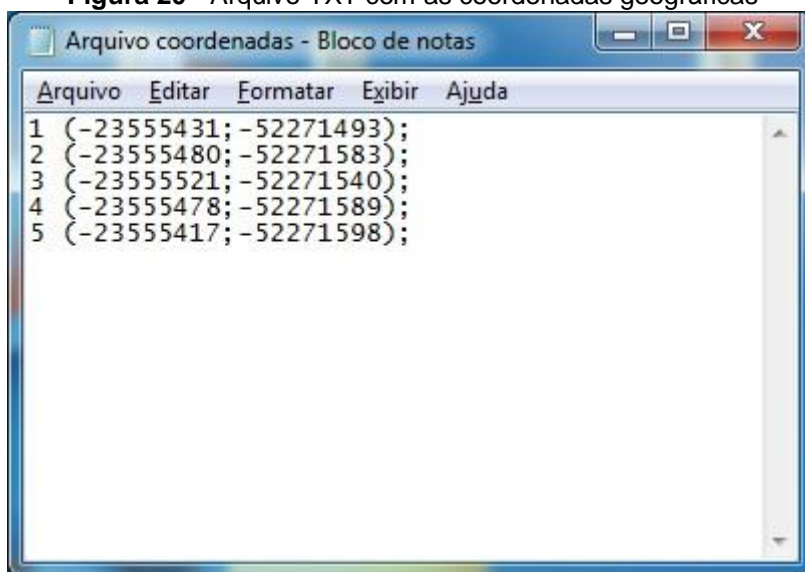 Figura 20 - Arquivo TXT com as coordenadas geográficas
Arquivo coordenadas - Bloco de notas
Arquivo Editar Formatar Exibir Ajuda
1 (-23555431;-52271493);
2 (-23555480;-52271583);
3 (-23555521;-52271540);
4 (-23555478;-52271589);
5 (-23555417;-52271598);